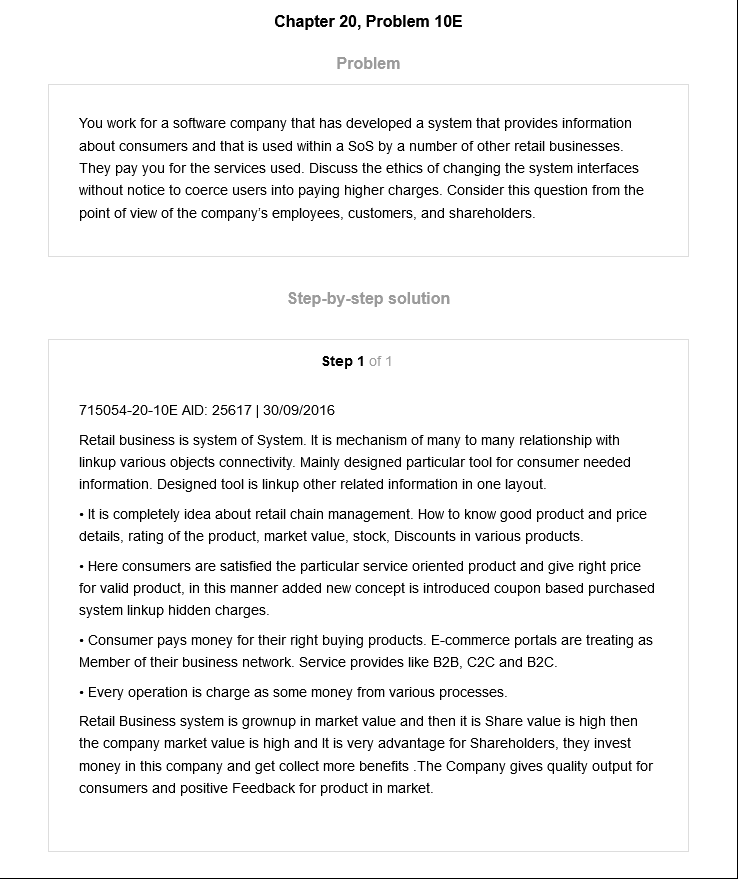 Chapter 20, Problem 10E
Problem
You work for a software company that has developed a system that provides information
about consumers and that is used within a SoS by a number of other retail businesses.
They pay you for the services used. Discuss the ethics of changing the system interfaces
without notice to coerce users into paying higher charges. Consider this question from the
point of view of the company's employees, customers, and shareholders.
Step-by-step solution
Step 1 of 1
715054-20-10E AID: 25617 | 30/09/2016
Retail business is system of System. It is mechanism of many to many relationship with
linkup various objects connectivity. Mainly designed particular tool for consumer needed
information. Designed tool is linkup other related information in one layout.
• It is completely idea about retail chain management. How to know good product and price
details, rating of the product, market value, stock, Discounts in various products.
• Here consumers are satisfied the particular service oriented product and give right price
for valid product, in this manner added new concept is introduced coupon based purchased
system linkup hidden charges.
• Consumer pays money for their right buying products. E-commerce portals are treating as
Member of their business network. Service provides like B2B, C2C and B2C.
• Every operation is charge as some money from various processes.
Retail Business system is grownup in market value and then it is Share value is high then
the company market value is high and It is very advantage for Shareholders, they invest
money in this company and get collect more benefits .The Company gives quality output for
consumers and positive Feedback for product in market.